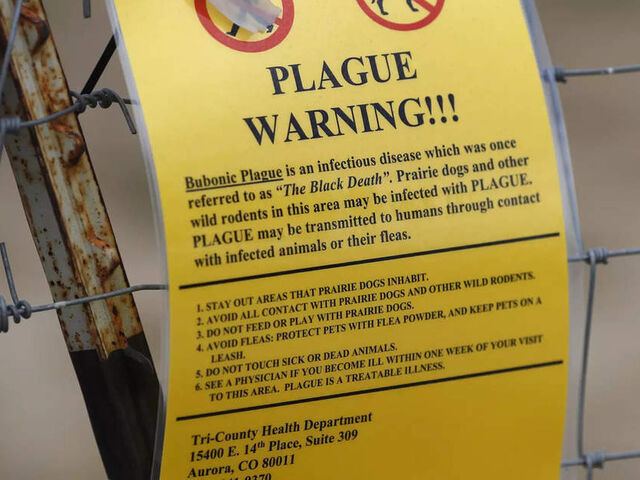 PLAGUE
WARNING!!!
Bubonic Plague is an infectious disease which was once
referred to as “The Black Death”. Prairie dogs and other
wild rodents in this area may be infected with PLAGUE.
PLAGUE may be transmitted to humans through contact
with infected animals or their fleas.
1. STAY OUT AREAS THAT PRAIRIE DOGS INHABIT.
2. AVOID ALL CONTACT WITH PRAIRIE DOGS AND OTHER WILD RODENTS.
3. DO NOT FEED OR PLAY WITH PRAIRIE DOGS.
4. AVOID FLEAS: PROTECT PETS WITH FLEA POWDER, AND KEEP PETS ON A
LEASH.
5. DO NOT TOUCH SICK OR DEAD ANIMALS.
6. SEE A PHYSICIAN IF YOU BECOME ILL WITHIN ONE WEEK OF YOUR VISIT
TO THIS AREA. PLAGUE IS A TREATABLE ILLNESS.
Tri-County Health Department
15400 E. 14th Place, Suite 309
Aurora, CO 80011